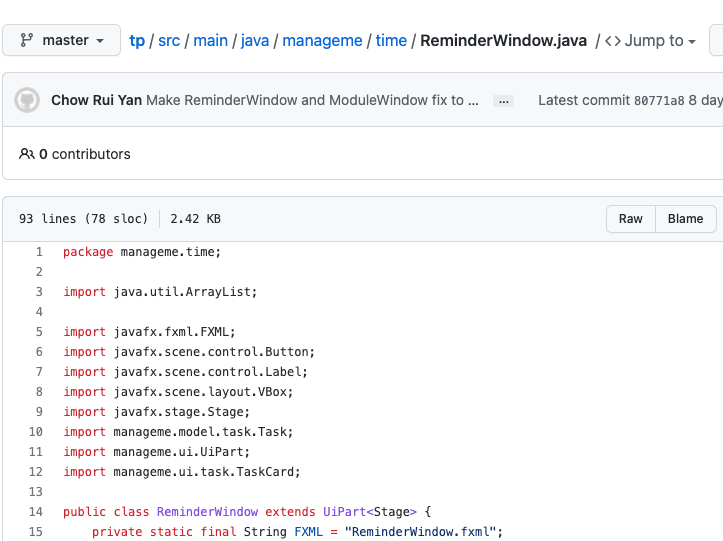 master tp / src / main / java / manageme / time / ReminderWindow.java / <> Jump to
Chow Rui Yan Make ReminderWindow and ModuleWindow fix to ... ... Latest commit 80771a8 8 day
0 contributors
93 lines (78 sloc) 2.42 KB Raw Blame
1 package manageme.time;
2
3 import java.util.ArrayList;
4
5 import javafx.fxml.FXML;
6 import javafx.scene.control.Button;
7 import javafx.scene.control.Label;
8 import javafx.scene.layout.VBox;
9 import javafx.stage.Stage;
10 import manageme.model.task.Task;
11 import manageme.ui.UiPart;
12 import manageme.ui.task.TaskCard;
13
14 public class ReminderWindow extends UiPart<Stage> {
15 private static final String FXML = "ReminderWindow.fxml";